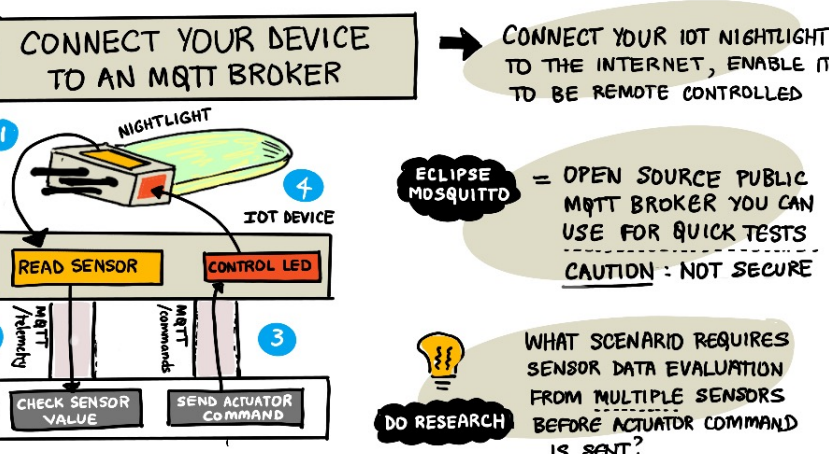 CONNECT YOUR DEVICE
TO AN MQTT BROKER
CONNECT YOUR IOT NIGHTLIGHT
TO THE INTERNET, ENABLE IT
TO BE REMOTE CONTROLLED
1
NIGHTLIGHT
4
IOT DEVICE
READ SENSOR
CONTROL LED
MQTT
/telemetry
MQTT
/commands
3
CHECK SENSOR
VALUE
SEND ACTUATOR
COMMAND
ECLIPSE
MOSQUITTO
= OPEN SOURCE PUBLIC
MQTT BROKER YOU CAN
USE FOR QUICK TESTS
CAUTION : NOT SECURE
DO RESEARCH
WHAT SCENARIO REQUIRES
SENSOR DATA EVALUATION
FROM MULTIPLE SENSORS
BEFORE ACTUATOR COMMAND
IS SENT?